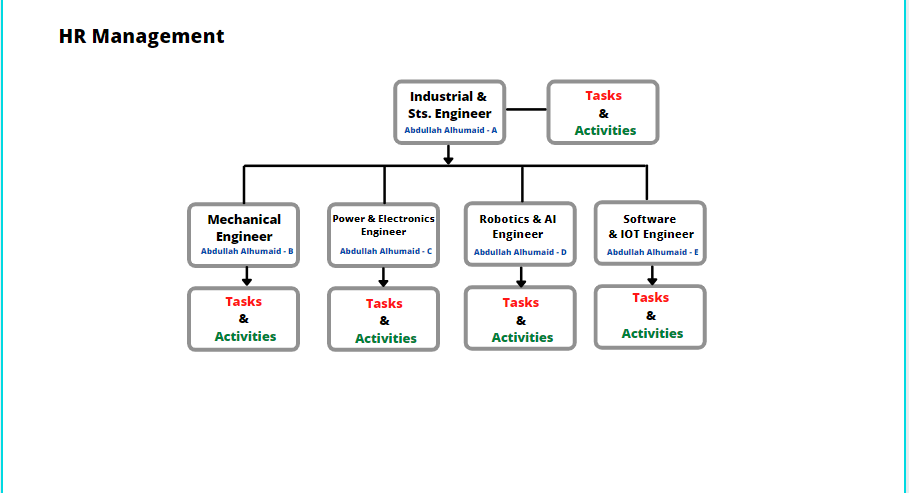 HR Management
Industrial &
Sts. Engineer
Abdullah Alhumaid - A
Tasks
&
Activities
Mechanical
Engineer
Abdullah Alhumaid - B
Power & Electronics
Engineer
Abdullah Alhumaid - C
Robotics & AI
Engineer
Abdullah Alhumaid - D
Software
& IOT Engineer
Abdullah Alhumaid - E
Tasks
&
Activities
Tasks
&
Activities
Tasks
&
Activities
Tasks
&
Activities